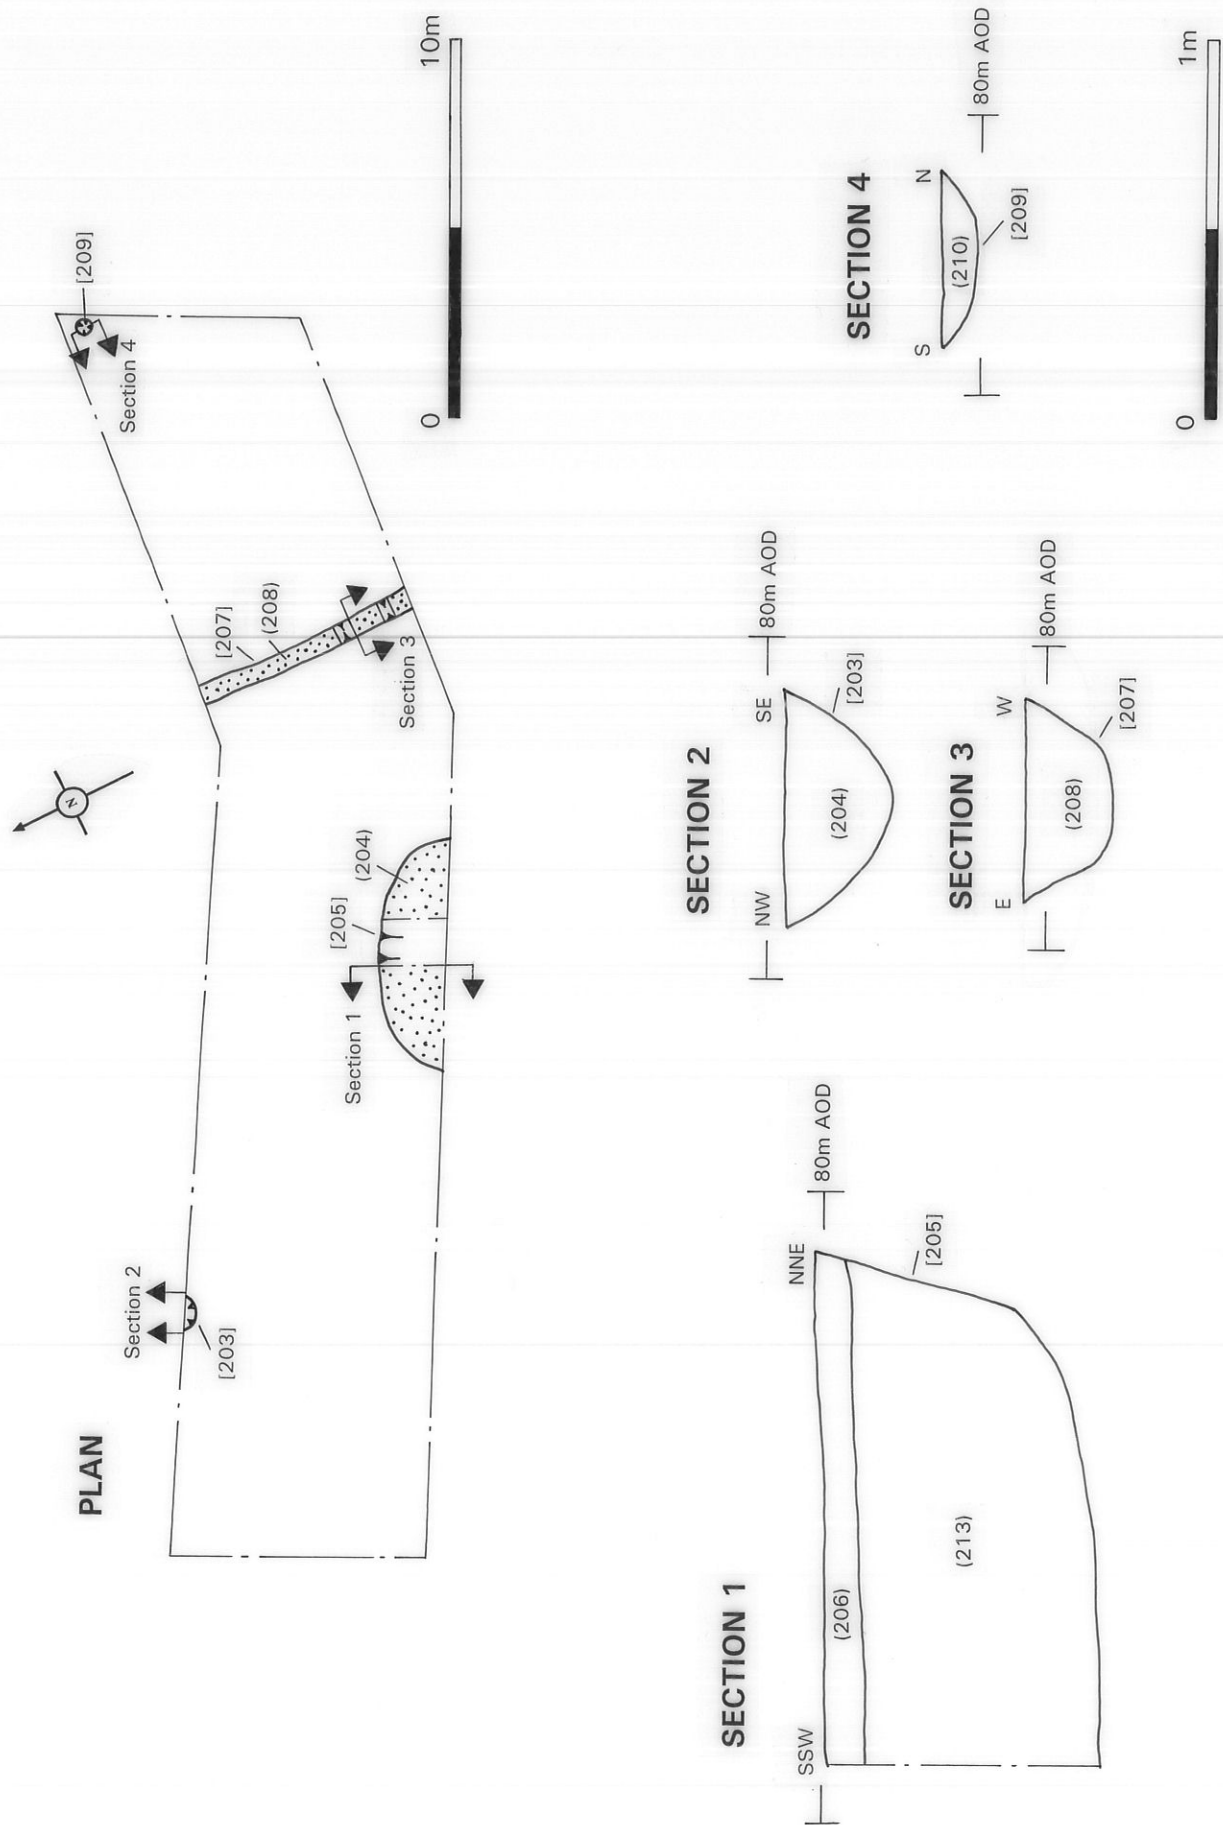 PLAN
Section 2
[203]
N
Section 1
[205]
(204)
[207]
(208)
Section 3
[209]
Section 4
0
10m
SECTION 1
SSW
NNE
80m AOD
(206)
(213)
[205]
SECTION 2
NW
SE
80m AOD
(204)
[203]
SECTION 3
E
W
80m AOD
(208)
[207]
SECTION 4
S
N
80m AOD
(210)
[209]
0
1m